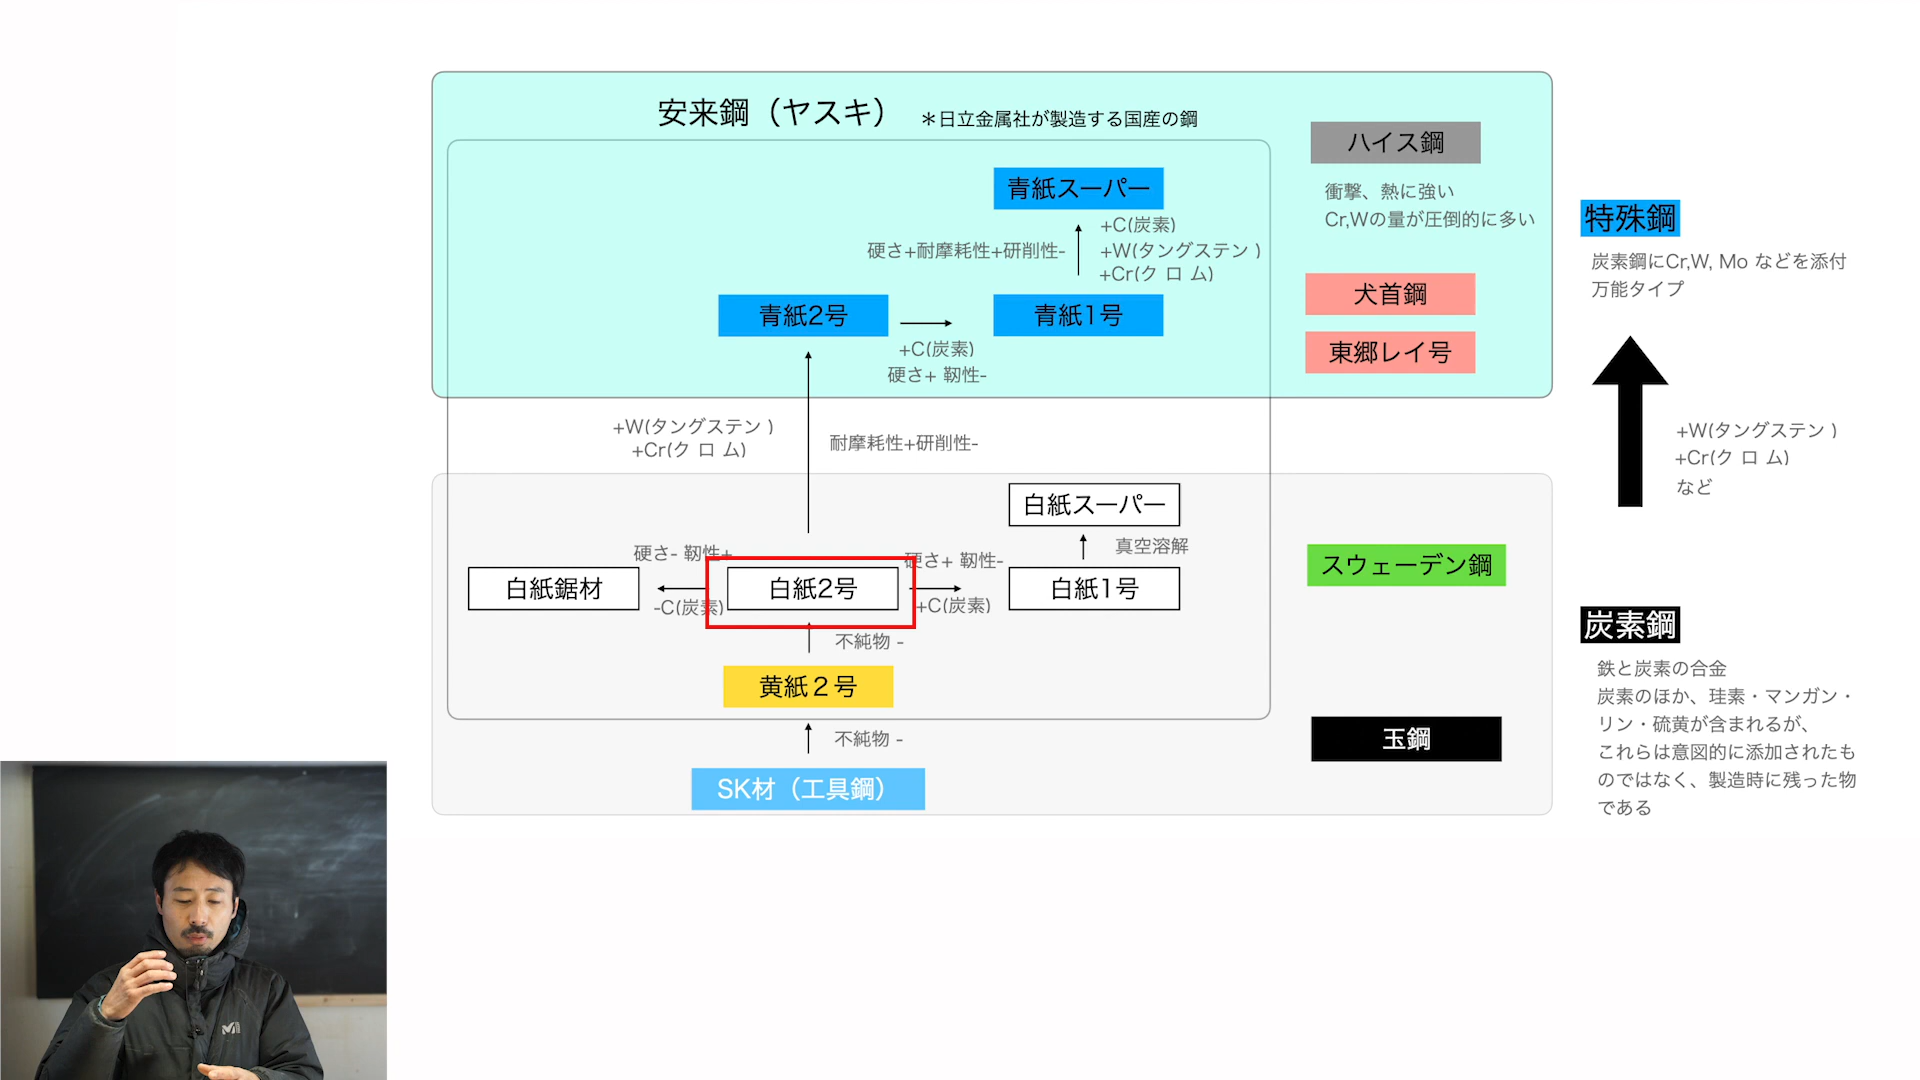 安来鋼（ヤスキ）
＊日立金属社が製造する国産の鋼
ハイス鋼
衝撃、熱に強い
Cr,Wの量が圧倒的に多い
青紙スーパー
+C(炭素)
硬さ+耐摩耗性+研削性-
+W(タングステン )
+Cr(ク ロ ム)
特殊鋼
炭素鋼にCr,W, Mo などを添付
万能タイプ
犬首鋼
青紙2号
青紙1号
+C(炭素)
硬さ+ 靭性-
東郷レイ号
+W(タングステン )
+Cr(ク ロ ム)
耐摩耗性+研削性-
+W(タングステン )
+Cr(ク ロ ム)
など
白紙スーパー
真空溶解
硬さ- 靭性+
硬さ+ 靭性-
スウェーデン鋼
白紙鋸材
白紙2号
白紙1号
-C(炭素)
+C(炭素)
不純物 -
炭素鋼
鉄と炭素の合金
炭素のほか、珪素・マンガン・
リン・硫黄が含まれるが、
これらは意図的に添加されたも
のではなく、製造時に残った物
である
黄紙２号
不純物 -
玉鋼
SK材（工具鋼）
M